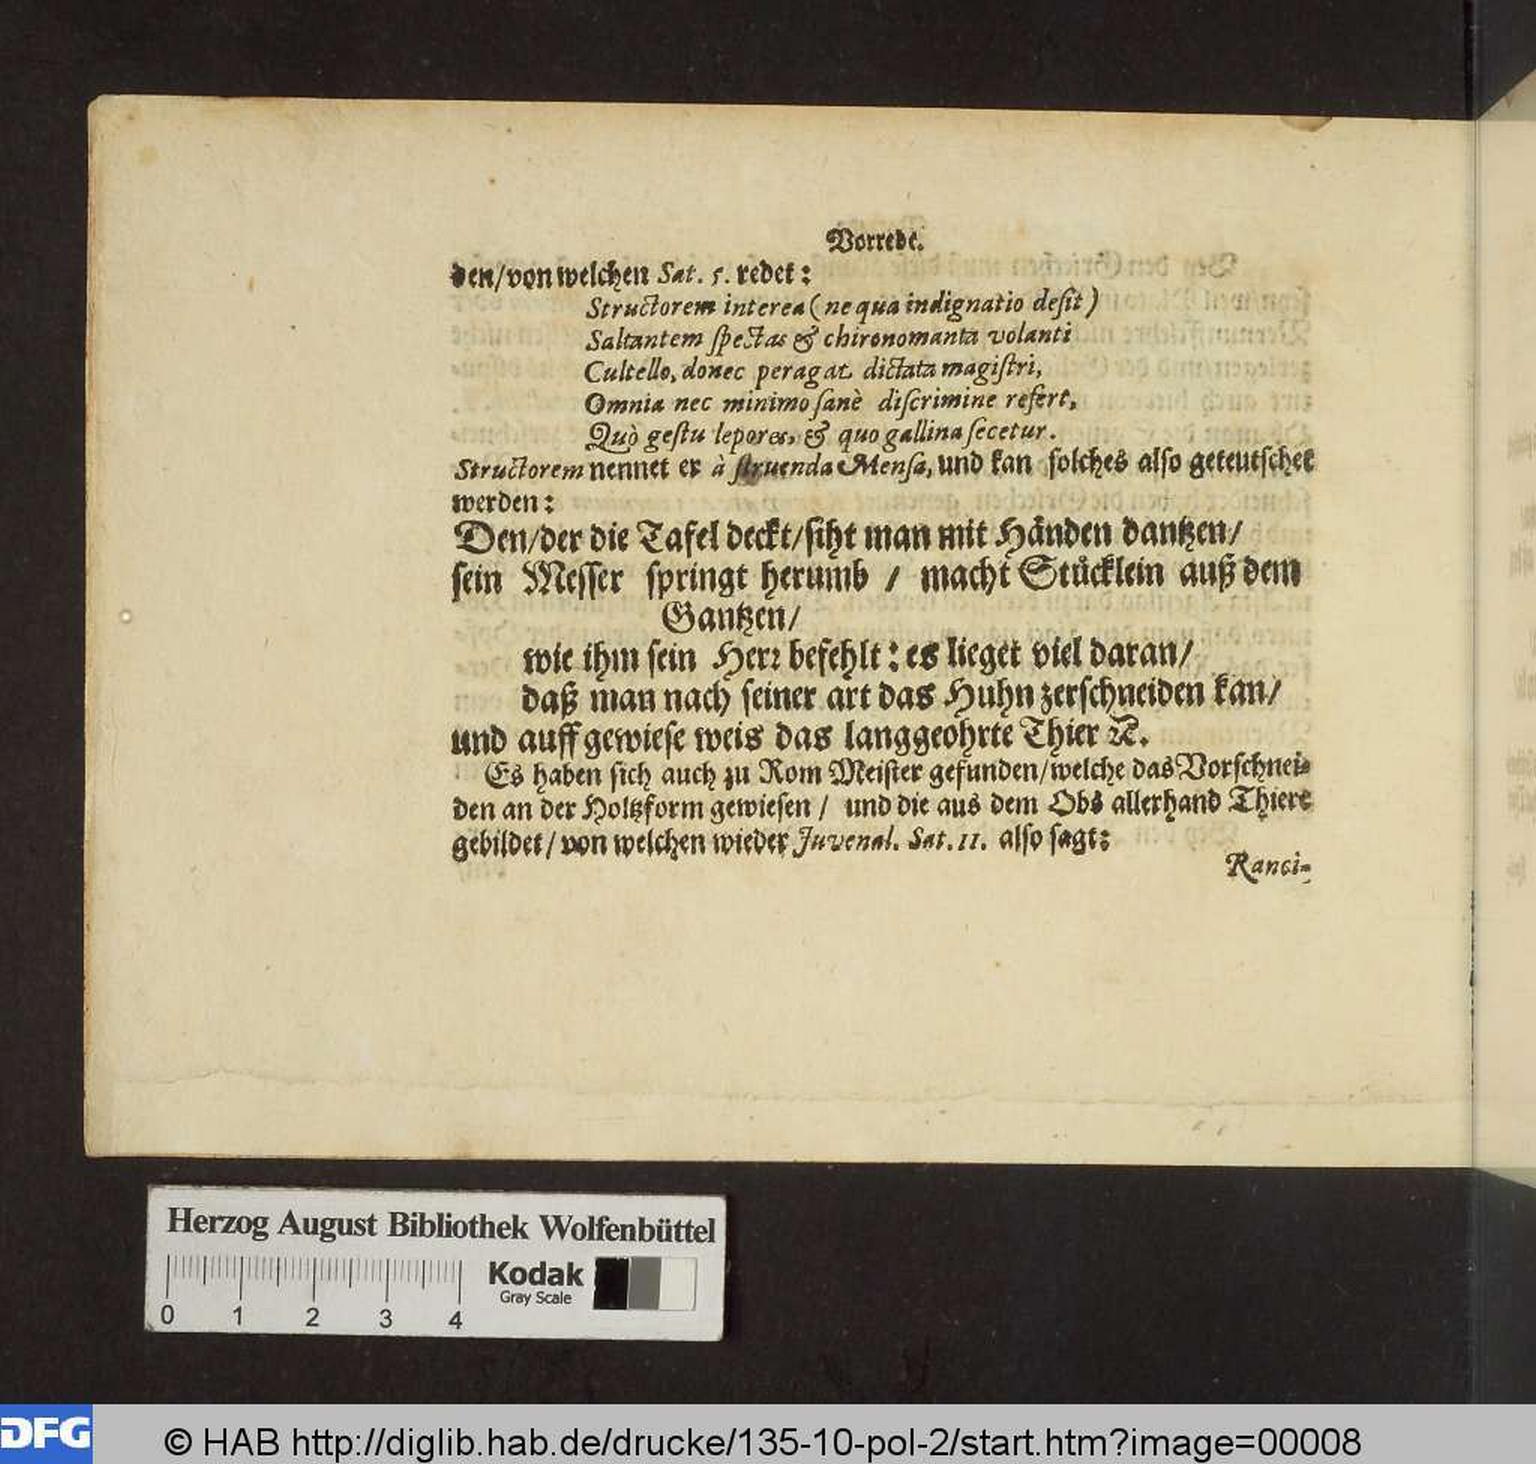 Vorrede.
den/von welchen Sat. 5. redet:
Structorem interea (ne qua indignatio desit)
Saltantem spectas & chironomanta volanti
Cultello, donec peragat dictata magistri,
Omnia nec minimo sanè discrimine refert,
Quò gestu lepores, & quo gallina secetur.
Structorem nennet er à struenda Mensa, und kan solches also geteutschet
werden:
Den/der die Tafel deckt/siht man mit Händen dantzen/
sein Messer springt herumb / macht Stücklein auß dem
Gantzen/
wie ihm sein Herr befehlt: es lieget viel daran/
daß man nach seiner art das Huhn zerschneiden kan/
und auff gewiese weis das langgeohrte Thier ꝛc.
Es haben sich auch zu Rom Meister gefunden/welche das Vorschnei-
den an der Holtzform gewiesen / und die aus dem Obs allerhand Thiere
gebildet/ von welchen wieder Juvenal. Sat. 11. also sagt:
Ranci-
Herzog August Bibliothek Wolfenbüttel
Kodak
Gray Scale
0 1 2 3 4
DFG
© HAB http://diglib.hab.de/drucke/135-10-pol-2/start.htm?image=00008